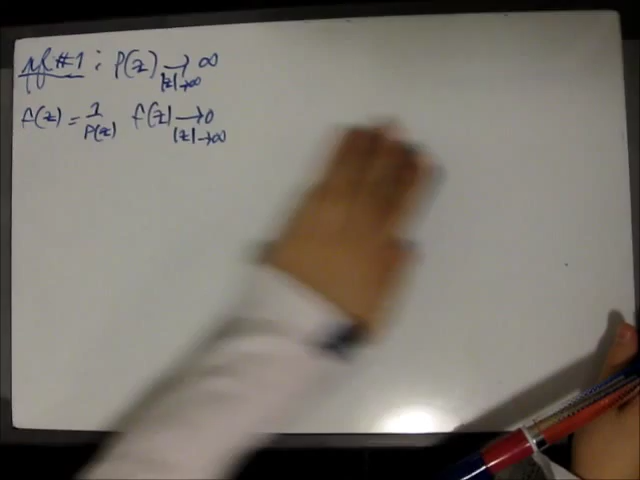 pf #1 : P(z) → ∞
|z|→∞
f(z) = 1/P(z) f(z) → 0
|z|→∞